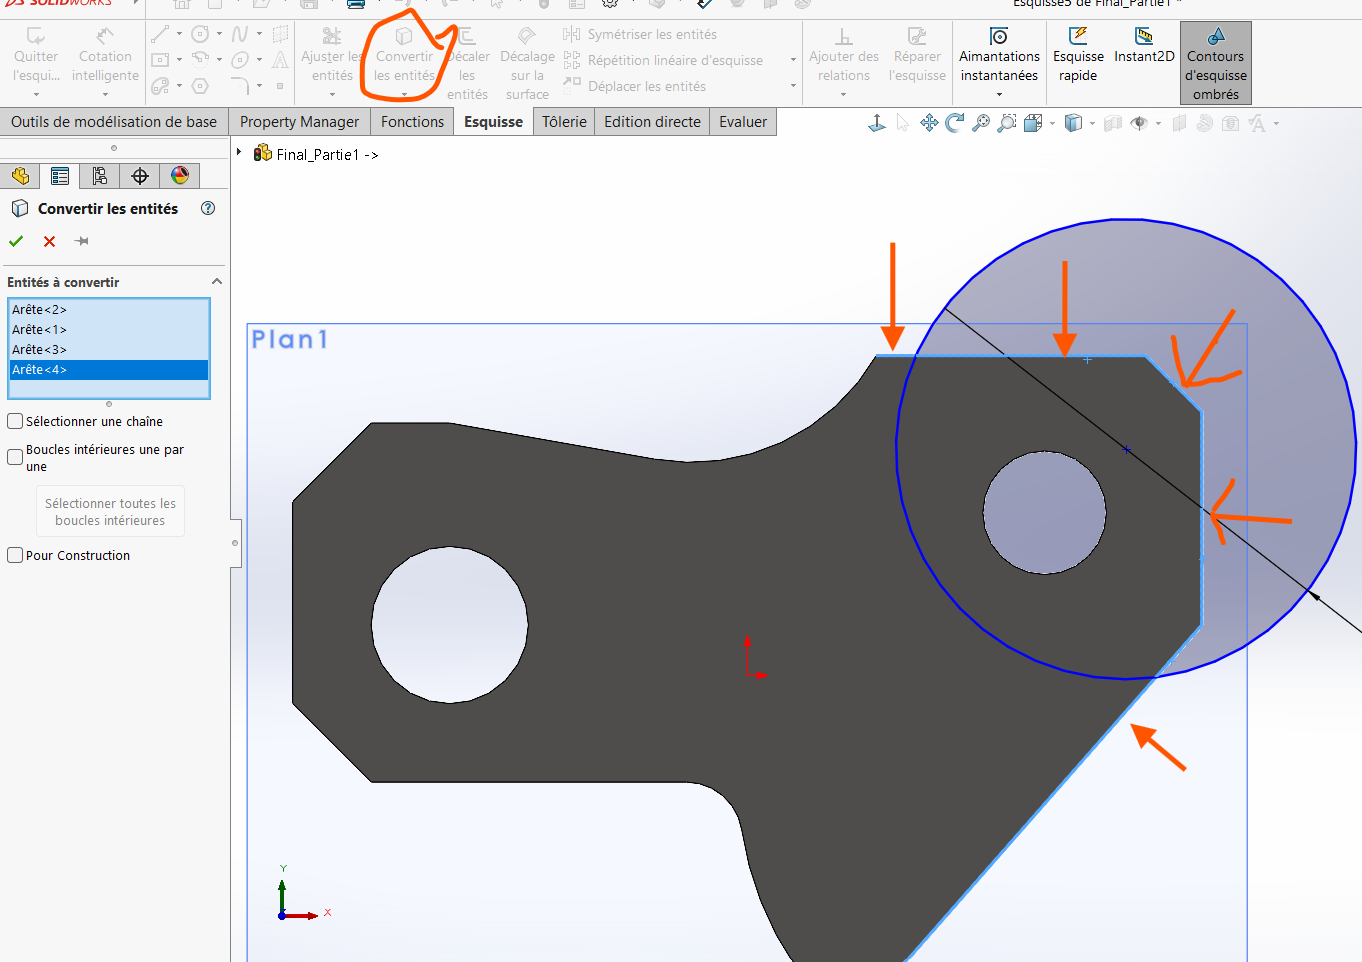 SOLIDWORKS
Esquisse5 de Final_Partie1 *
Quitter l'esqui...
Cotation intelligente
Ajuster les entités
Convertir les entités
Décaler les entités
Décalage sur la surface
Symétriser les entités
Répétition linéaire d'esquisse
Déplacer les entités
Ajouter des relations
Réparer l'esquisse
Aimantations instantanées
Esquisse rapide
Instant2D
Contours d'esquisse ombrés
Outils de modélisation de base
Property Manager
Fonctions
Esquisse
Tôlerie
Edition directe
Evaluer
Final_Partie1 ->
Convertir les entités
Entités à convertir
Arête<2>
Arête<1>
Arête<3>
Arête<4>
Sélectionner une chaîne
Boucles intérieures une par
une
Sélectionner toutes les
boucles intérieures
Pour Construction
Plan1
Y
X